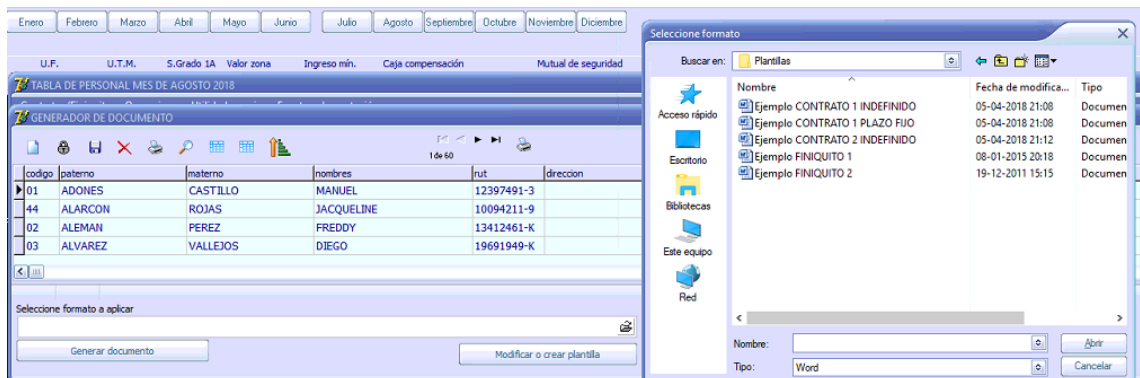 Enero Febrero Marzo Abril Mayo Junio Julio Agosto Septiembre Octubre Noviembre Diciembre
U.F. U.T.M. S.Grado 1A Valor zona Ingreso mín. Caja compensación Mutual de seguridad
TABLA DE PERSONAL MES DE AGOSTO 2018
GENERADOR DE DOCUMENTO
1 de 60
codigo paterno materno nombres rut direccion
01 ADONES CASTILLO MANUEL 12397491-3
44 ALARCON ROJAS JACQUELINE 10094211-9
02 ALEMAN PEREZ FREDDY 13412461-K
03 ALVAREZ VALLEJOS DIEGO 19691949-K
Seleccione formato a aplicar
Generar documento Modificar o crear plantilla
Seleccione formato
Buscar en: Plantillas
Acceso rápido
Escritorio
Bibliotecas
Este equipo
Red
Nombre Fecha de modifica... Tipo
Ejemplo CONTRATO 1 INDEFINIDO 05-04-2018 21:08 Documen
Ejemplo CONTRATO 1 PLAZO FIJO 05-04-2018 21:08 Documen
Ejemplo CONTRATO 2 INDEFINIDO 05-04-2018 21:12 Documen
Ejemplo FINIQUITO 1 08-01-2015 20:18 Documen
Ejemplo FINIQUITO 2 19-12-2011 15:15 Documen
Nombre: Abrir
Tipo: Word Cancelar